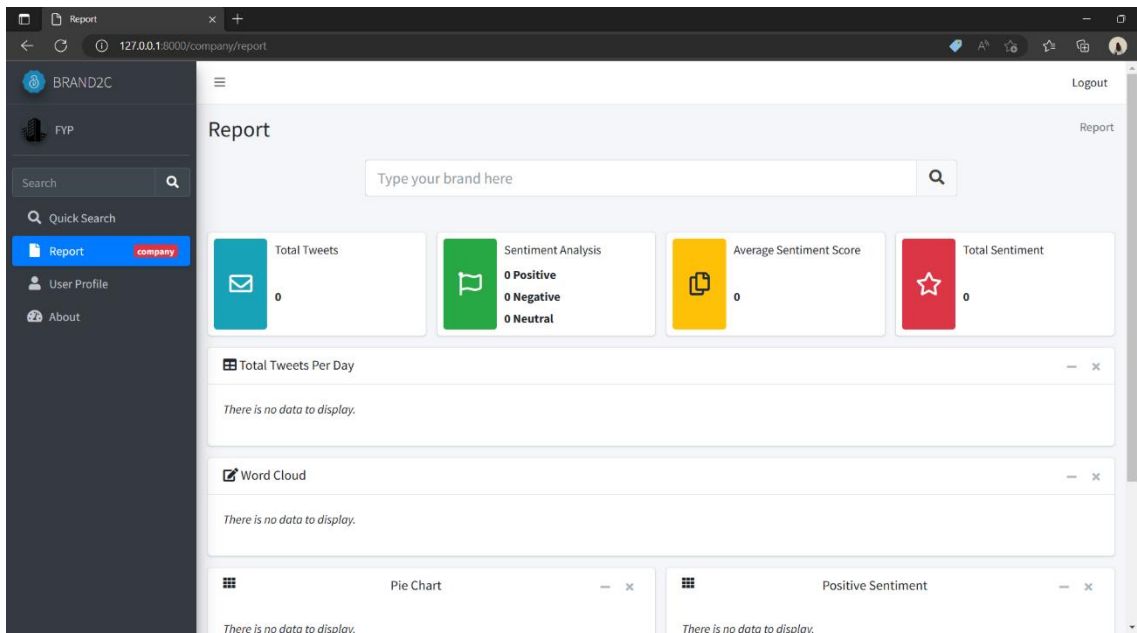 Report
127.0.0.1:8000/company/report
BRAND2C
Logout
FYP
Report
Report
Search
Type your brand here
Quick Search
Report company
User Profile
About
Total Tweets
0
Sentiment Analysis
0 Positive
0 Negative
0 Neutral
Average Sentiment Score
0
Total Sentiment
0
Total Tweets Per Day
There is no data to display.
Word Cloud
There is no data to display.
Pie Chart
Positive Sentiment
There is no data to display.
There is no data to display.